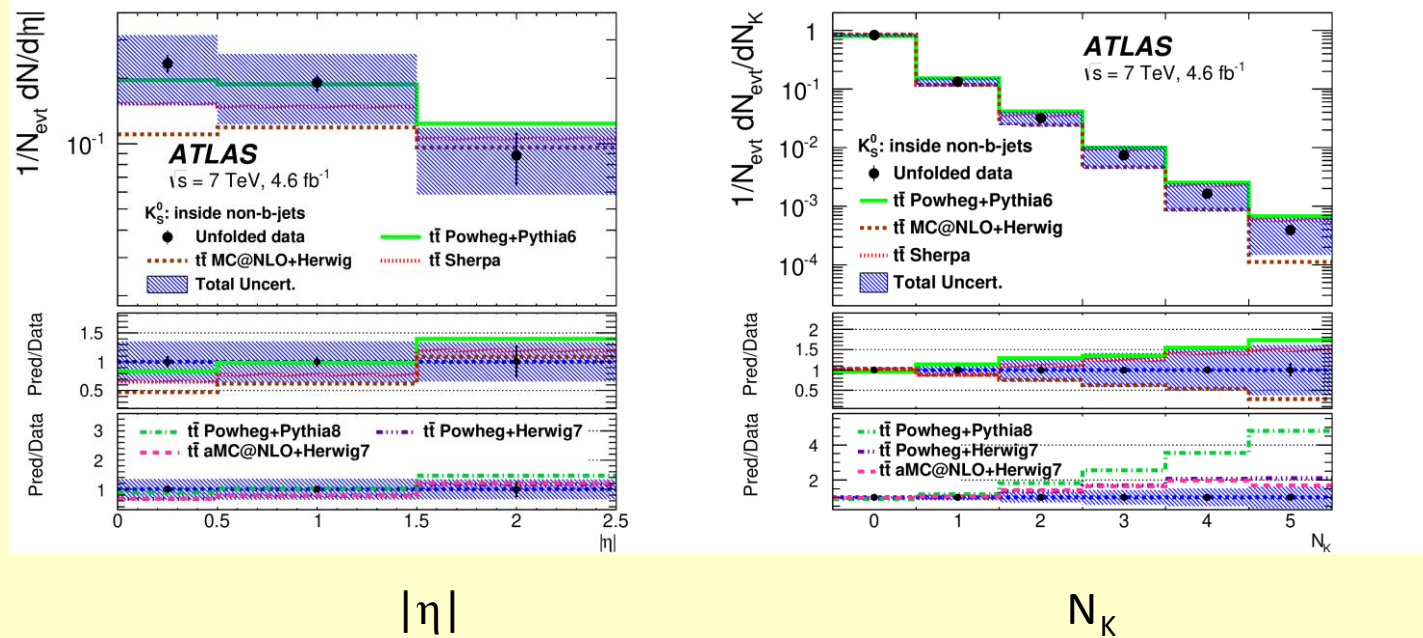 1/N_evt dN/d|η|
10⁻¹
ATLAS
√s = 7 TeV, 4.6 fb⁻¹
K⁰_S: inside non-b-jets
Unfolded data
tt̄ Powheg+Pythia6
tt̄ MC@NLO+Herwig
tt̄ Sherpa
Total Uncert.
Pred/Data
1.5
1
0.5
Pred/Data
3
2
1
tt̄ Powheg+Pythia8
tt̄ Powheg+Herwig7
tt̄ aMC@NLO+Herwig7
0 0.5 1 1.5 2 2.5
|η|
1/N_evt dN_evt/dN_K
1
10⁻¹
10⁻²
10⁻³
10⁻⁴
ATLAS
√s = 7 TeV, 4.6 fb⁻¹
K⁰_S: inside non-b-jets
Unfolded data
tt̄ Powheg+Pythia6
tt̄ MC@NLO+Herwig
tt̄ Sherpa
Total Uncert.
Pred/Data
2
1.5
1
0.5
Pred/Data
4
2
tt̄ Powheg+Pythia8
tt̄ Powheg+Herwig7
tt̄ aMC@NLO+Herwig7
0 1 2 3 4 5
N_K
|η|
N_K